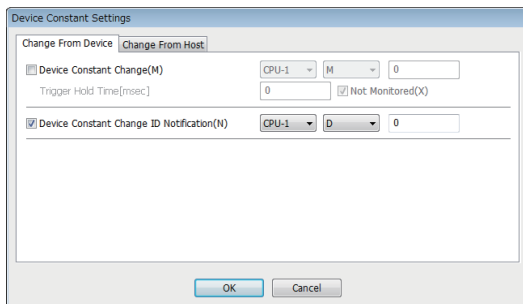 Device Constant Settings
Change From Device Change From Host
Device Constant Change(M) CPU-1 M 0
Trigger Hold Time[msec] 0 Not Monitored(X)
Device Constant Change ID Notification(N) CPU-1 D 0
OK Cancel